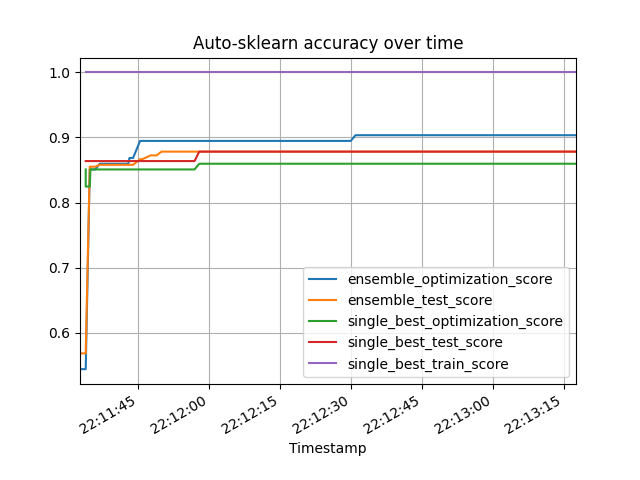 Auto-sklearn accuracy over time
1.0
0.9
0.8
0.7
0.6
ensemble_optimization_score
ensemble_test_score
single_best_optimization_score
single_best_test_score
single_best_train_score
22:11:45
22:12:00
22:12:15
22:12:30
22:12:45
22:13:00
22:13:15
Timestamp